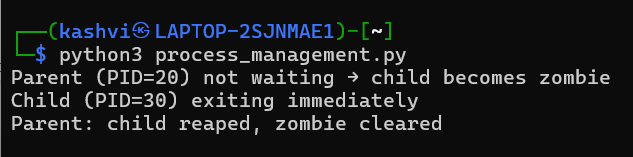 ┌──(kashvi㉿LAPTOP-2SJNMAE1)-[~]
└─$ python3 process_management.py
Parent (PID=20) not waiting → child becomes zombie
Child (PID=30) exiting immediately
Parent: child reaped, zombie cleared